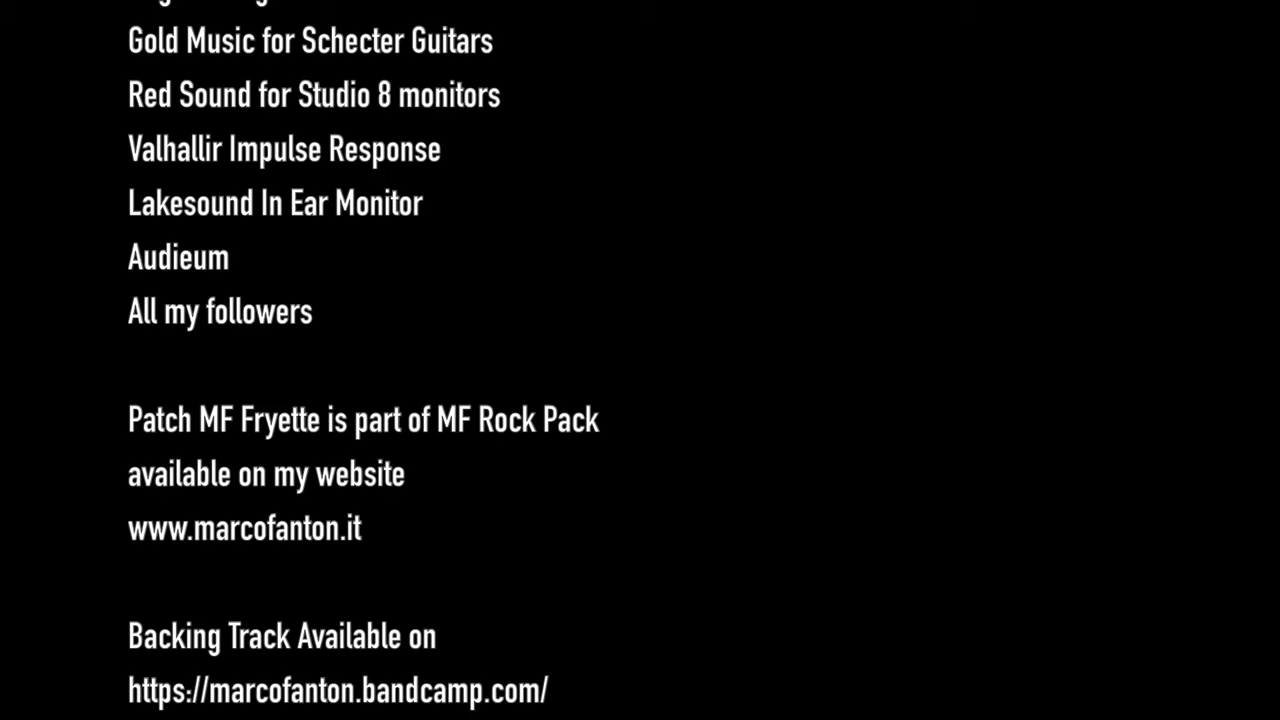 Gold Music for Schecter Guitars
Red Sound for Studio 8 monitors
Valhallir Impulse Response
Lakesound In Ear Monitor
Audieum
All my followers
Patch MF Fryette is part of MF Rock Pack
available on my website
www.marcofanton.it
Backing Track Available on
https://marcofanton.bandcamp.com/